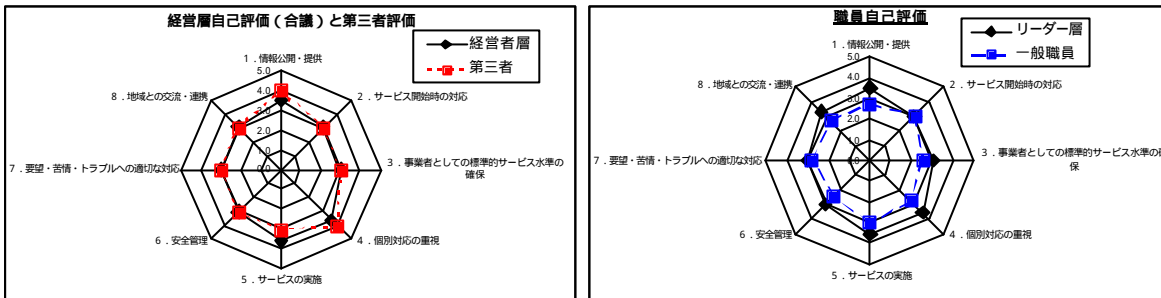 経営層自己評価（合議）と第三者評価
経営者層
第三者
1．情報公開・提供
5.0
4.0
3.0
2.0
1.0
0.0
2．サービス開始時の対応
3．事業者としての標準的サービス水準の
確保
4．個別対応の重視
5．サービスの実施
6．安全管理
7．要望・苦情・トラブルへの適切な対応
8．地域との交流・連携
職員自己評価
リーダー層
一般職員
1．情報公開・提供
5.0
4.0
3.0
2.0
1.0
0.0
2．サービス開始時の対応
3．事業者としての標準的サービス水準の確
保
4．個別対応の重視
5．サービスの実施
6．安全管理
7．要望・苦情・トラブルへの適切な対応
8．地域との交流・連携